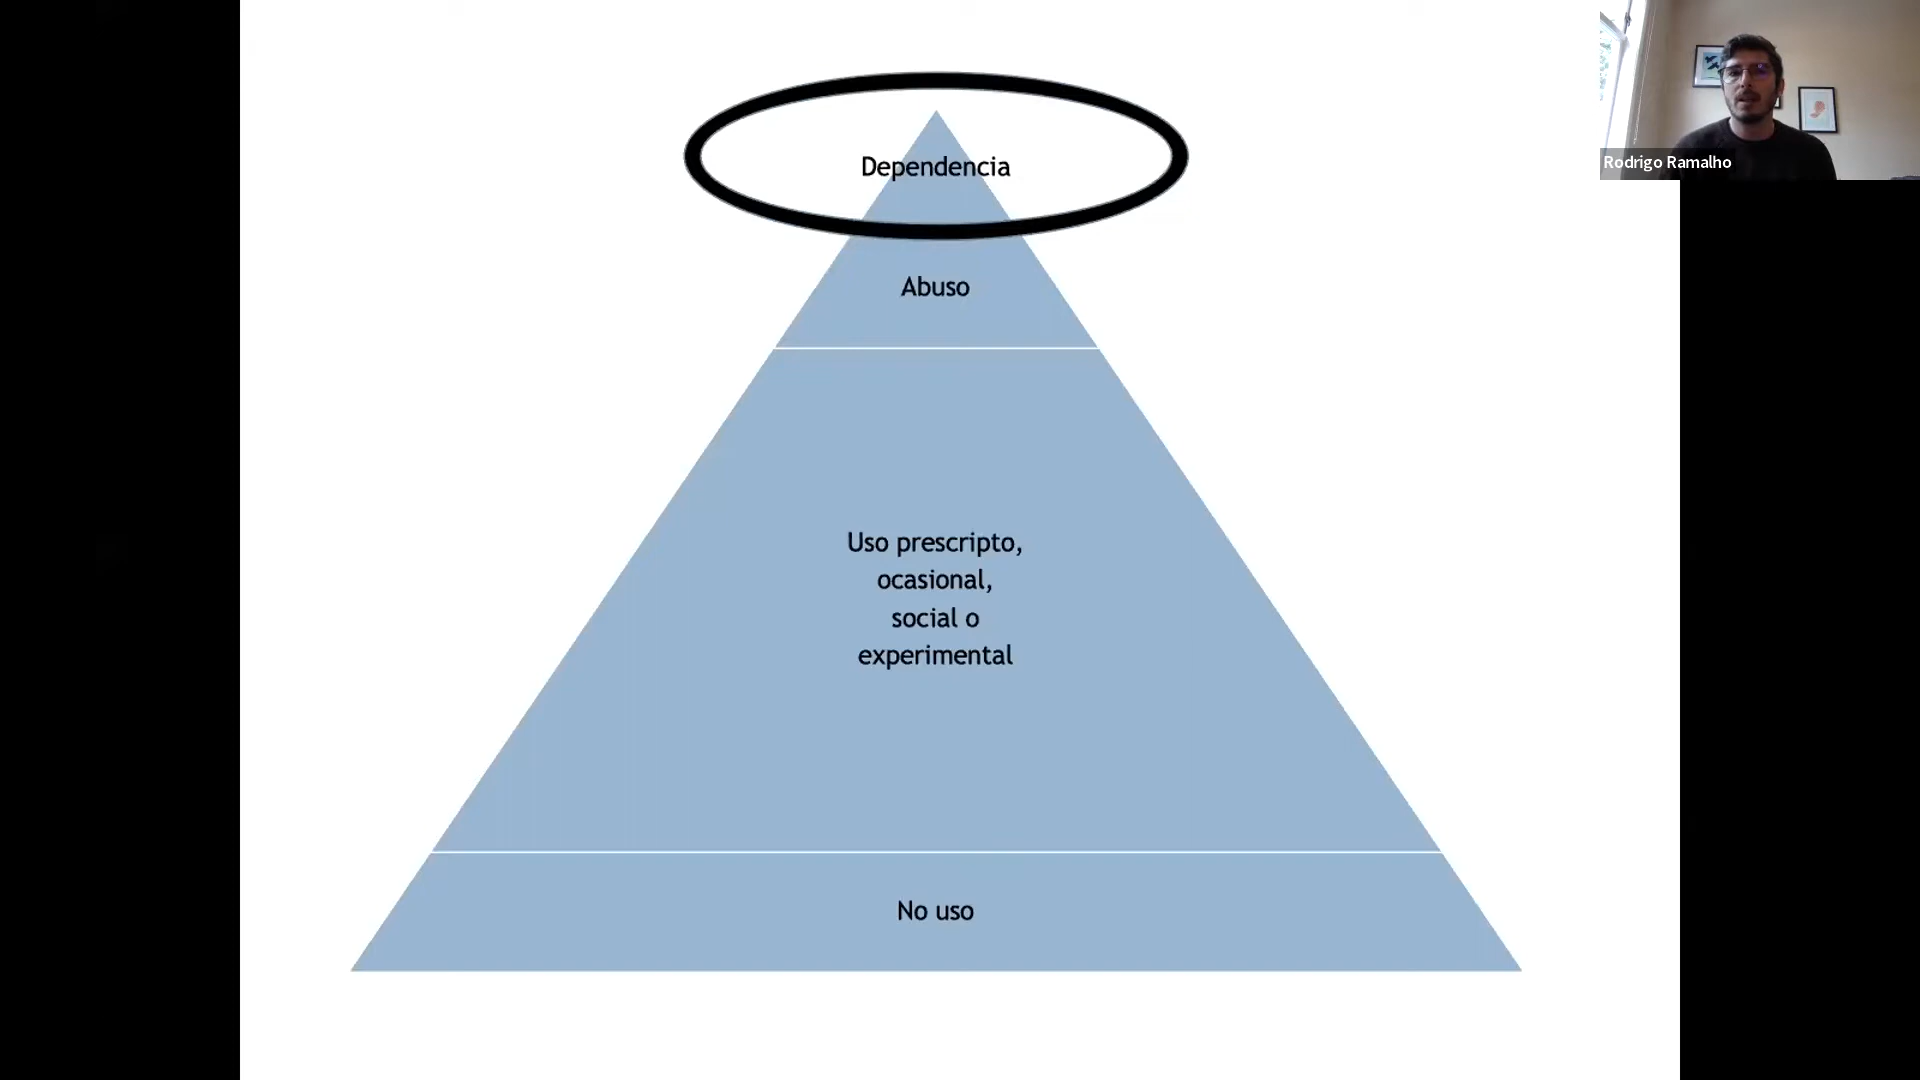 Dependencia
Rodrigo Ramalho
Abuso
Uso prescripto,
ocasional,
social o
experimental
No uso